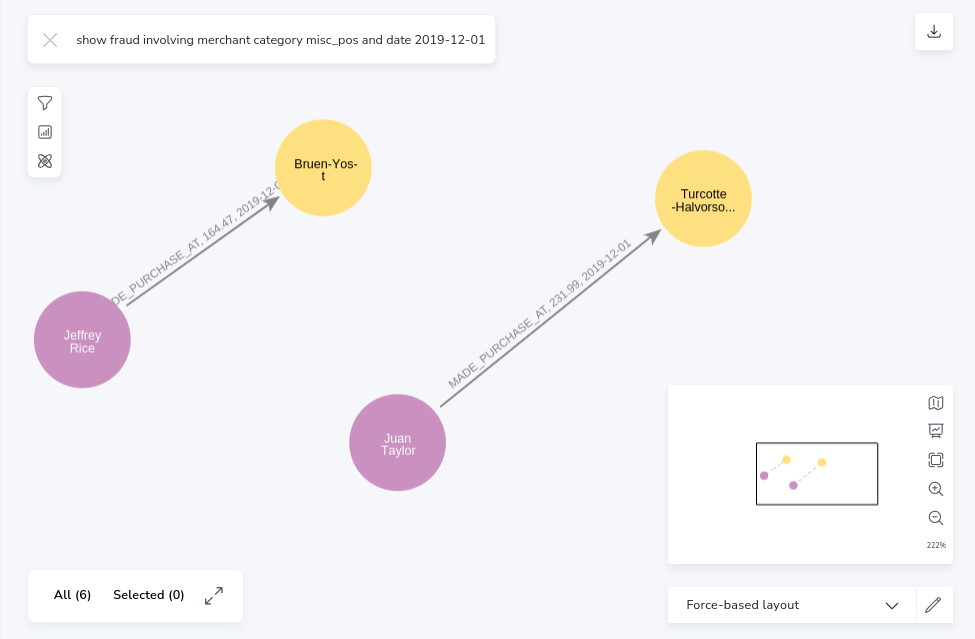 show fraud involving merchant category misc_pos and date 2019-12-01
Bruen-Yos-
t
Turcotte
-Halvorso...
DE_PURCHASE_AT, 164.47, 2019-12-0
MADE_PURCHASE_AT, 231.99, 2019-12-01
Jeffrey
Rice
Juan
Taylor
222%
All (6) Selected (0)
Force-based layout